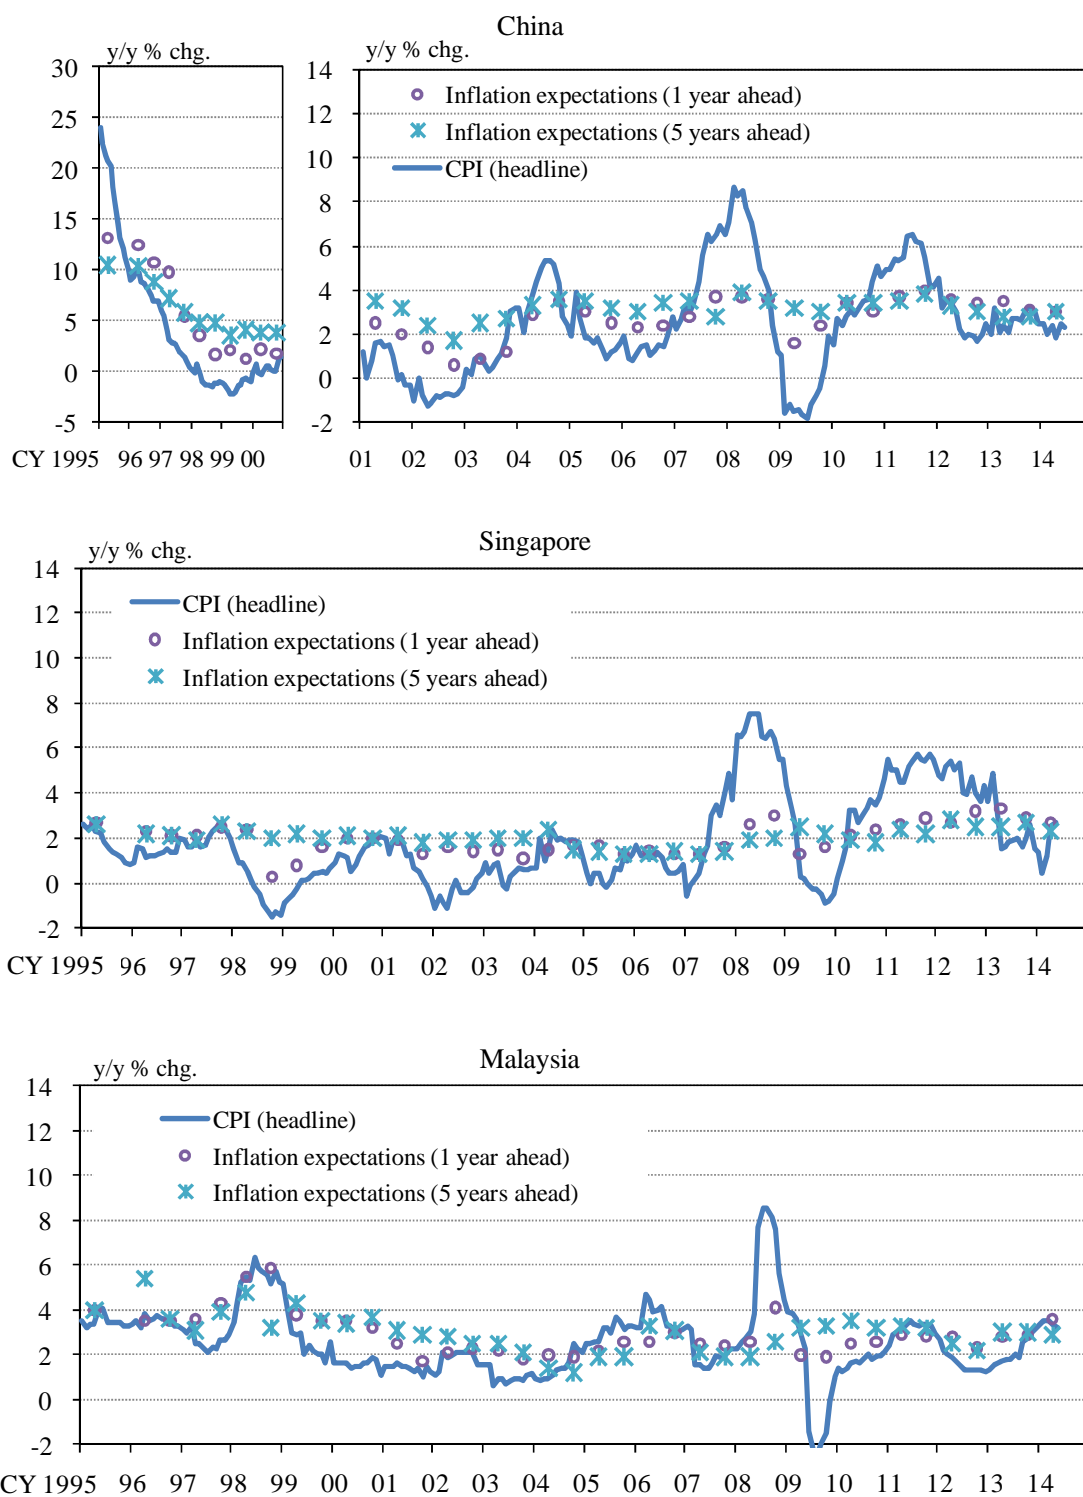 China
y/y % chg.
y/y % chg.
30
25
20
15
10
5
0
-5
CY 1995 96 97 98 99 00
14
12
10
8
6
4
2
0
-2
Inflation expectations (1 year ahead)
Inflation expectations (5 years ahead)
CPI (headline)
01 02 03 04 05 06 07 08 09 10 11 12 13 14
Singapore
y/y % chg.
14
12
10
8
6
4
2
0
-2
CPI (headline)
Inflation expectations (1 year ahead)
Inflation expectations (5 years ahead)
CY 1995 96 97 98 99 00 01 02 03 04 05 06 07 08 09 10 11 12 13 14
Malaysia
y/y % chg.
14
12
10
8
6
4
2
0
-2
CPI (headline)
Inflation expectations (1 year ahead)
Inflation expectations (5 years ahead)
CY 1995 96 97 98 99 00 01 02 03 04 05 06 07 08 09 10 11 12 13 14